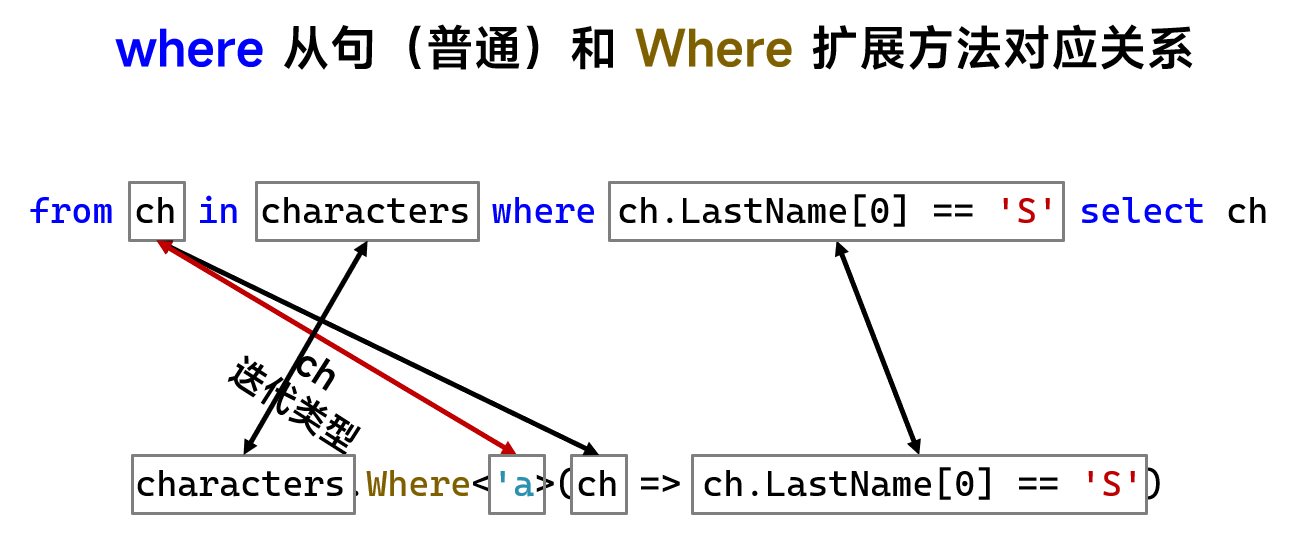 where 从句（普通）和 Where 扩展方法对应关系
from ch in characters where ch.LastName[0] == 'S' select ch
ch
迭代类型
characters.Where<'a>(ch => ch.LastName[0] == 'S')